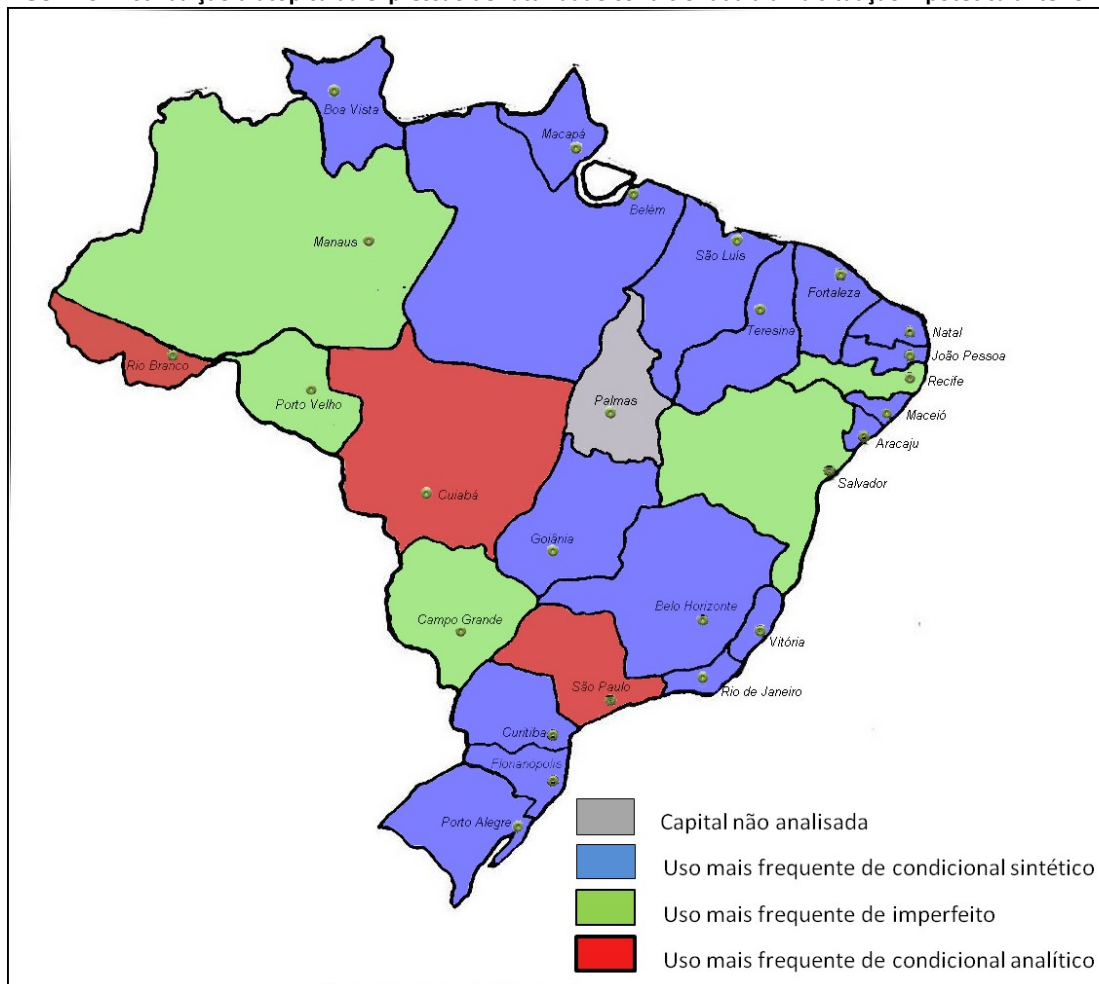 Boa Vista
Macapá
Belém
Manaus
São Luís
Fortaleza
Teresina
Natal
João Pessoa
Rio Branco
Recife
Porto Velho
Palmas
Maceió
Aracaju
Salvador
Cuiabá
Goiânia
Belo Horizonte
Campo Grande
Vitória
São Paulo
Rio de Janeiro
Curitiba
Florianópolis
Porto Alegre
Capital não analisada
Uso mais frequente de condicional sintético
Uso mais frequente de imperfeito
Uso mais frequente de condicional analítico